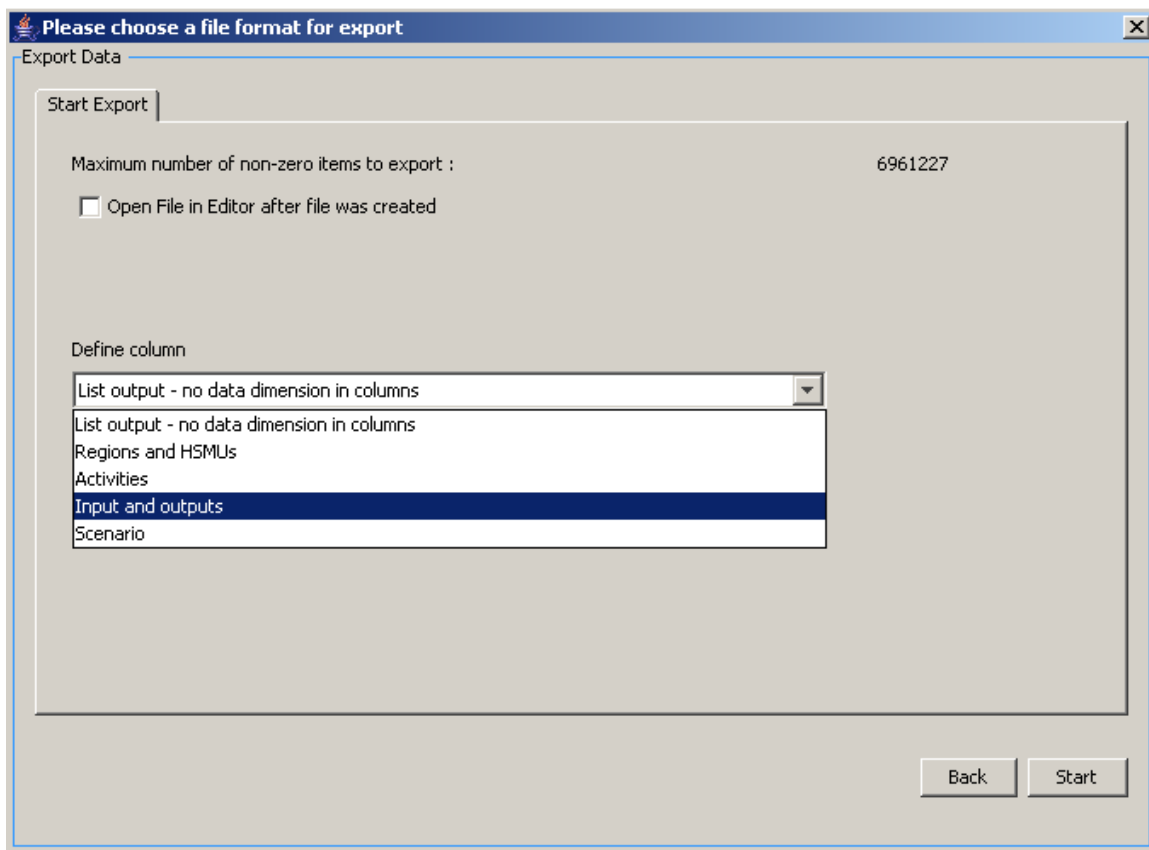 Please choose a file format for export
Export Data
Start Export
Maximum number of non-zero items to export : 6961227
Open File in Editor after file was created
Define column
List output - no data dimension in columns
List output - no data dimension in columns
Regions and HSMUs
Activities
Input and outputs
Scenario
Back Start